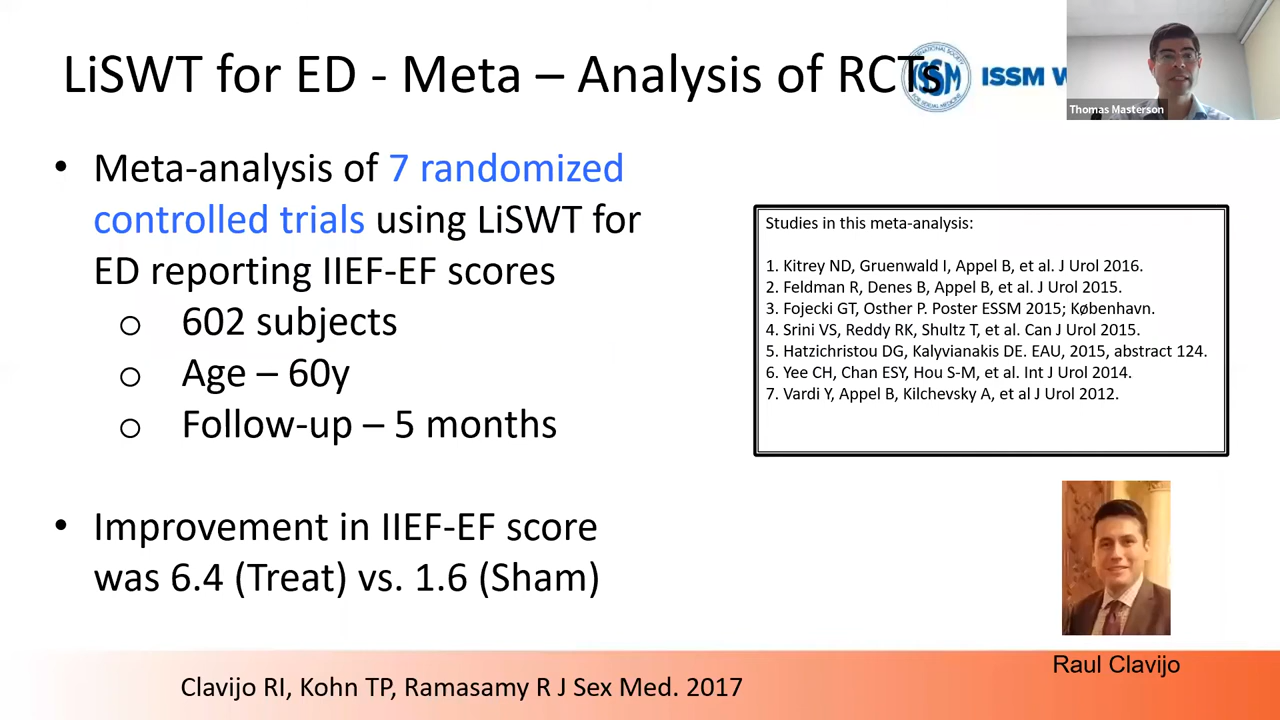 LiSWT for ED - Meta – Analysis of RCTs
ISSM W
Thomas Masterson
• Meta-analysis of 7 randomized
controlled trials using LiSWT for
ED reporting IIEF-EF scores
o 602 subjects
o Age – 60y
o Follow-up – 5 months
• Improvement in IIEF-EF score
was 6.4 (Treat) vs. 1.6 (Sham)
Studies in this meta-analysis:
1. Kitrey ND, Gruenwald I, Appel B, et al. J Urol 2016.
2. Feldman R, Denes B, Appel B, et al. J Urol 2015.
3. Fojecki GT, Osther P. Poster ESSM 2015; København.
4. Srini VS, Reddy RK, Shultz T, et al. Can J Urol 2015.
5. Hatzichristou DG, Kalyvianakis DE. EAU, 2015, abstract 124.
6. Yee CH, Chan ESY, Hou S-M, et al. Int J Urol 2014.
7. Vardi Y, Appel B, Kilchevsky A, et al J Urol 2012.
Raul Clavijo
Clavijo RI, Kohn TP, Ramasamy R J Sex Med. 2017